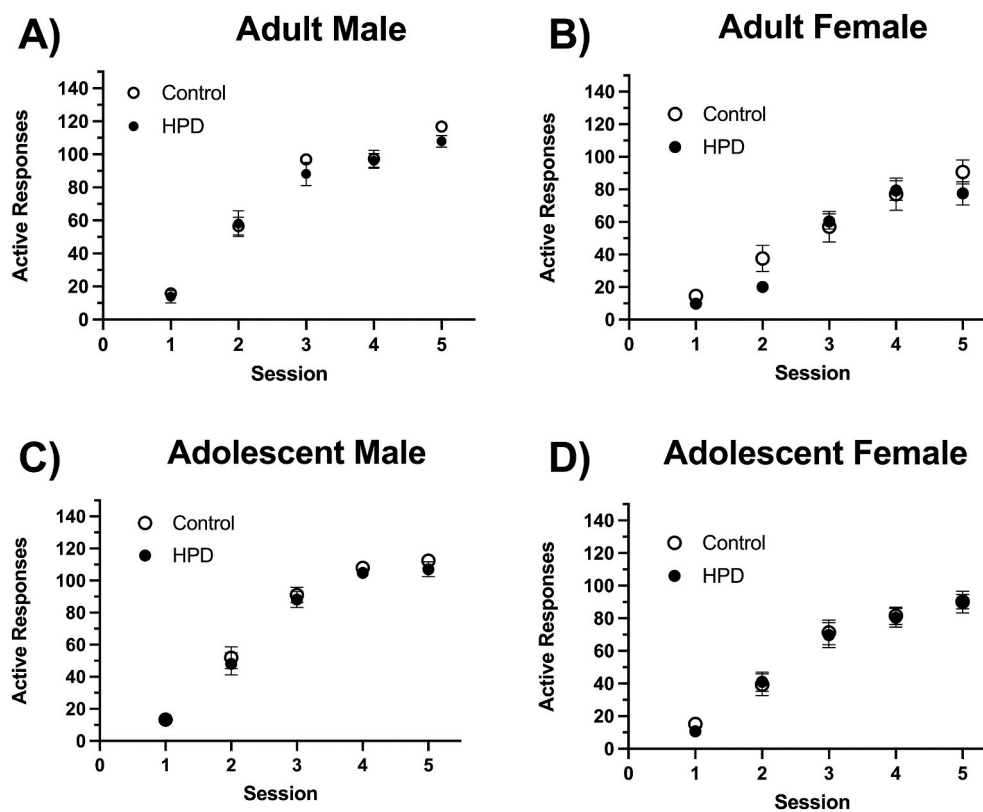 A)
Adult Male
Active Responses
140
120
100
80
60
40
20
0
Control
HPD
0 1 2 3 4 5
Session
B)
Adult Female
Active Responses
140
120
100
80
60
40
20
0
Control
HPD
0 1 2 3 4 5
Session
C)
Adolescent Male
Active Responses
140
120
100
80
60
40
20
0
Control
HPD
0 1 2 3 4 5
Session
D)
Adolescent Female
Active Responses
140
120
100
80
60
40
20
0
Control
HPD
0 1 2 3 4 5
Session